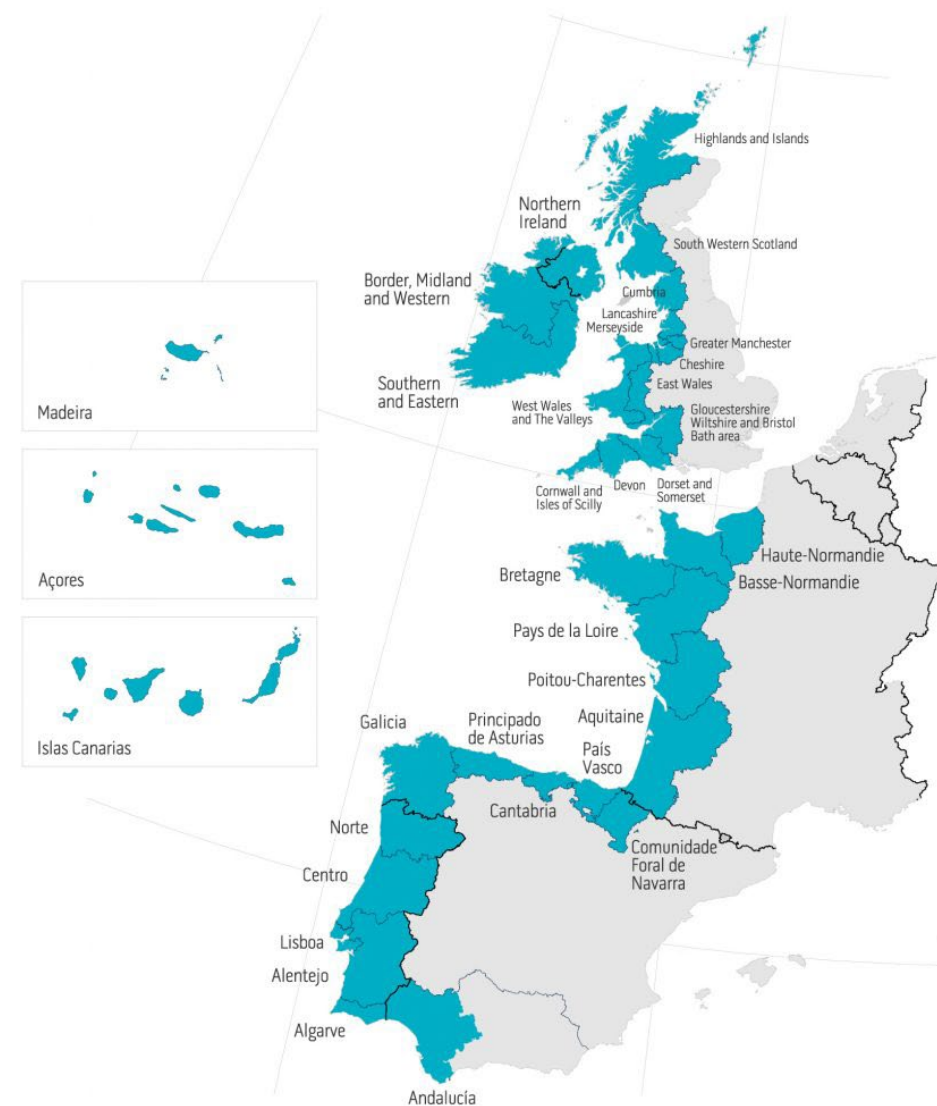 Highlands and Islands
Northern
Ireland
South Western Scotland
Border, Midland
and Western
Cumbria
Lancashire
Merseyside
Greater Manchester
Cheshire
East Wales
Southern
and Eastern
West Wales
and The Valleys
Gloucestershire
Wiltshire and Bristol
Bath area
Cornwall and
Isles of Scilly
Devon
Dorset and
Somerset
Madeira
Açores
Islas Canarias
Haute-Normandie
Basse-Normandie
Bretagne
Pays de la Loire
Poitou-Charentes
Aquitaine
Galicia
Principado
de Asturias
País
Vasco
Cantabria
Comunidade
Foral de
Navarra
Norte
Centro
Lisboa
Alentejo
Algarve
Andalucía